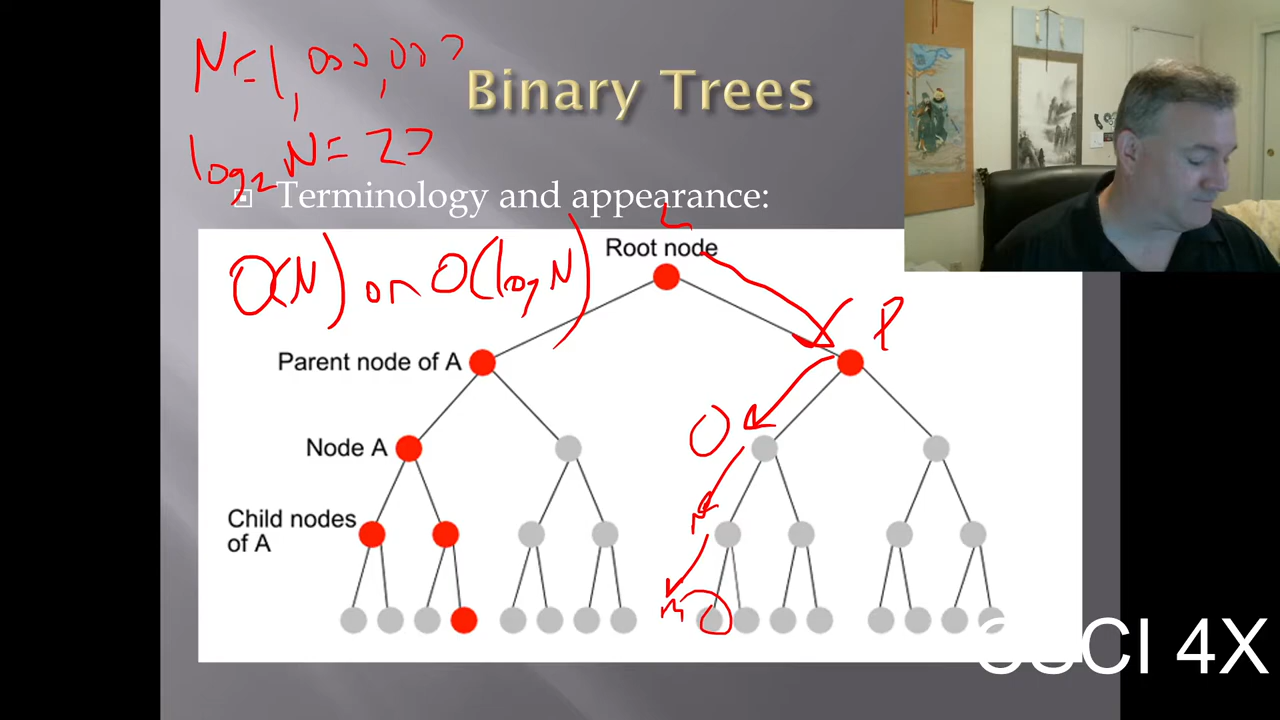 N=1,000,000
Binary Trees
log2 N= 20
Terminology and appearance:
L
Root node
O(N) or O(log N)
P
Parent node of A
O
Node A
Child nodes
of A
N
M
CSCI 4X